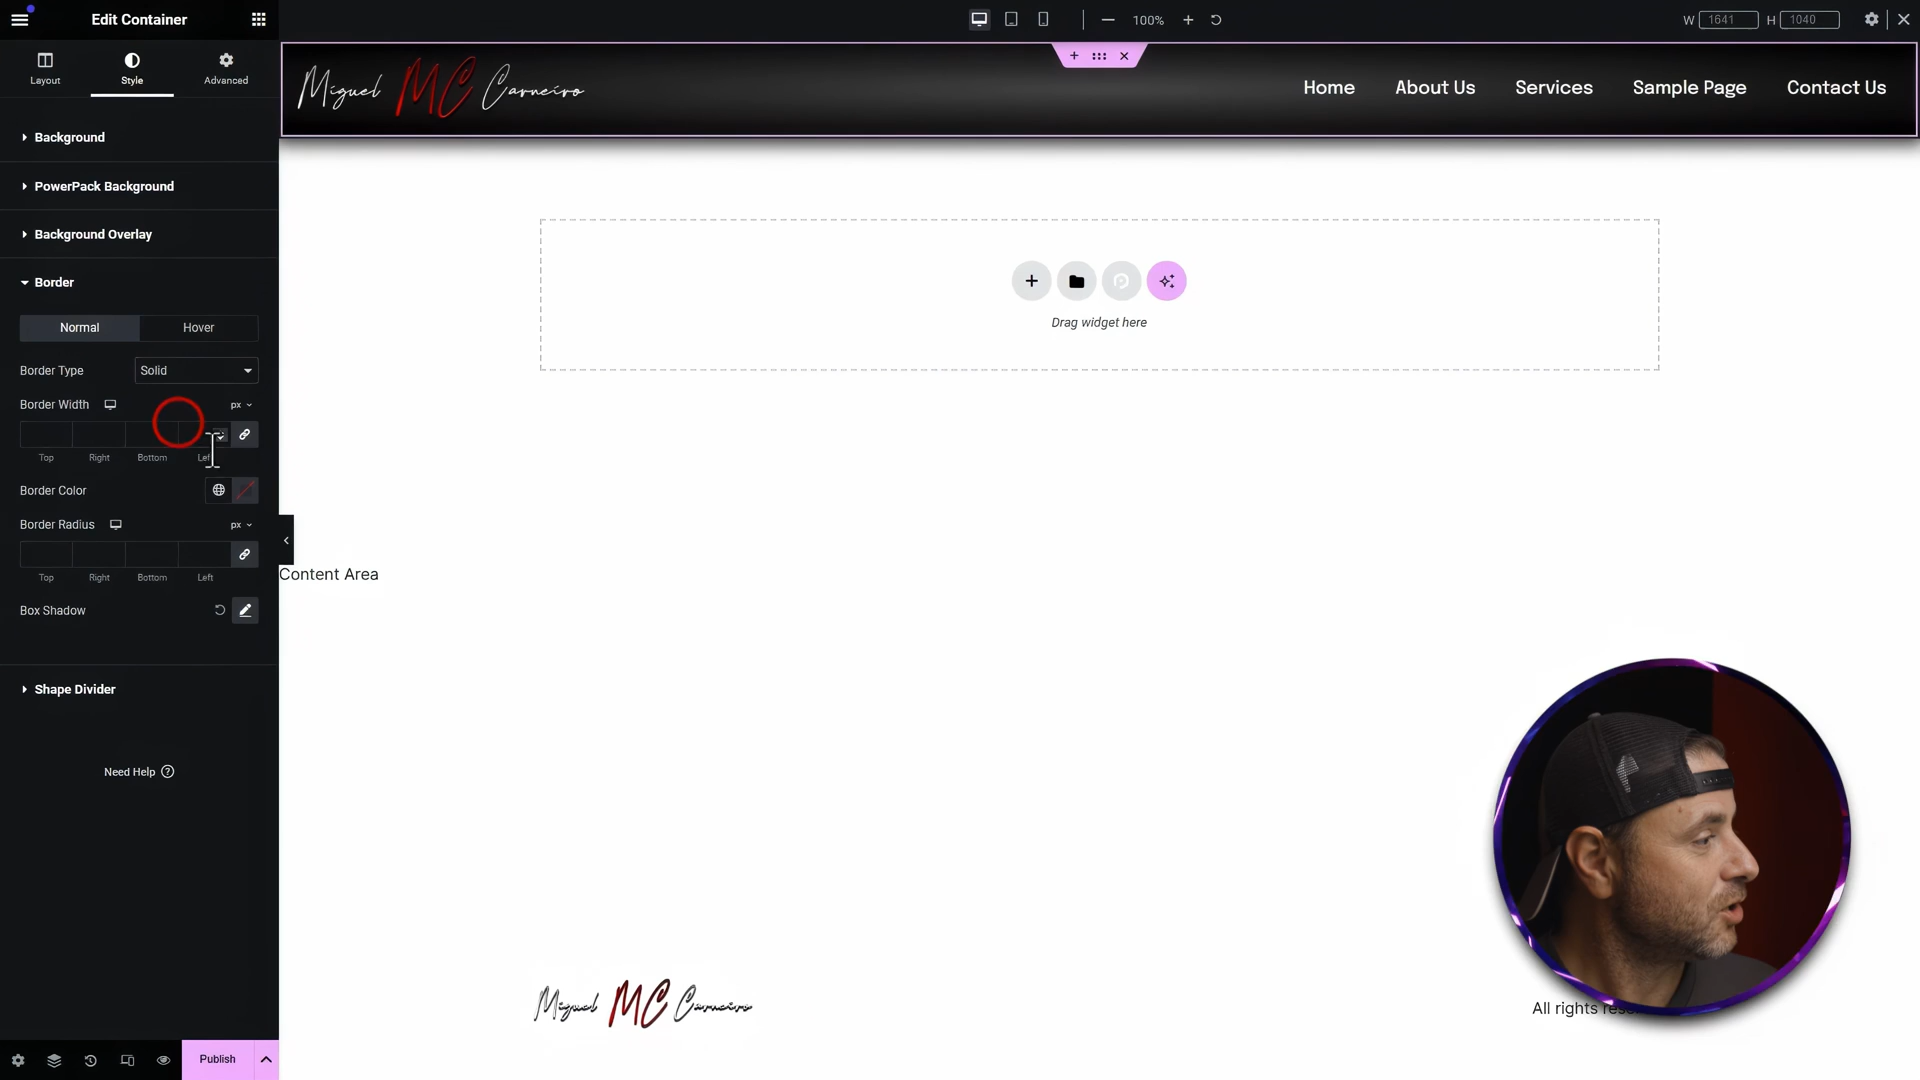 Edit Container
100%
W 1641 H 1040
Layout
Style
Advanced
Miguel MC Carneiro
Home
About Us
Services
Sample Page
Contact Us
Background
PowerPack Background
Background Overlay
Border
Normal
Hover
Border Type
Solid
Border Width
px
Top
Right
Bottom
Border Color
Border Radius
px
Top
Right
Bottom
Left
Box Shadow
Shape Divider
Need Help
Drag widget here
Content Area
Miguel MC Carneiro
All rights
Publish